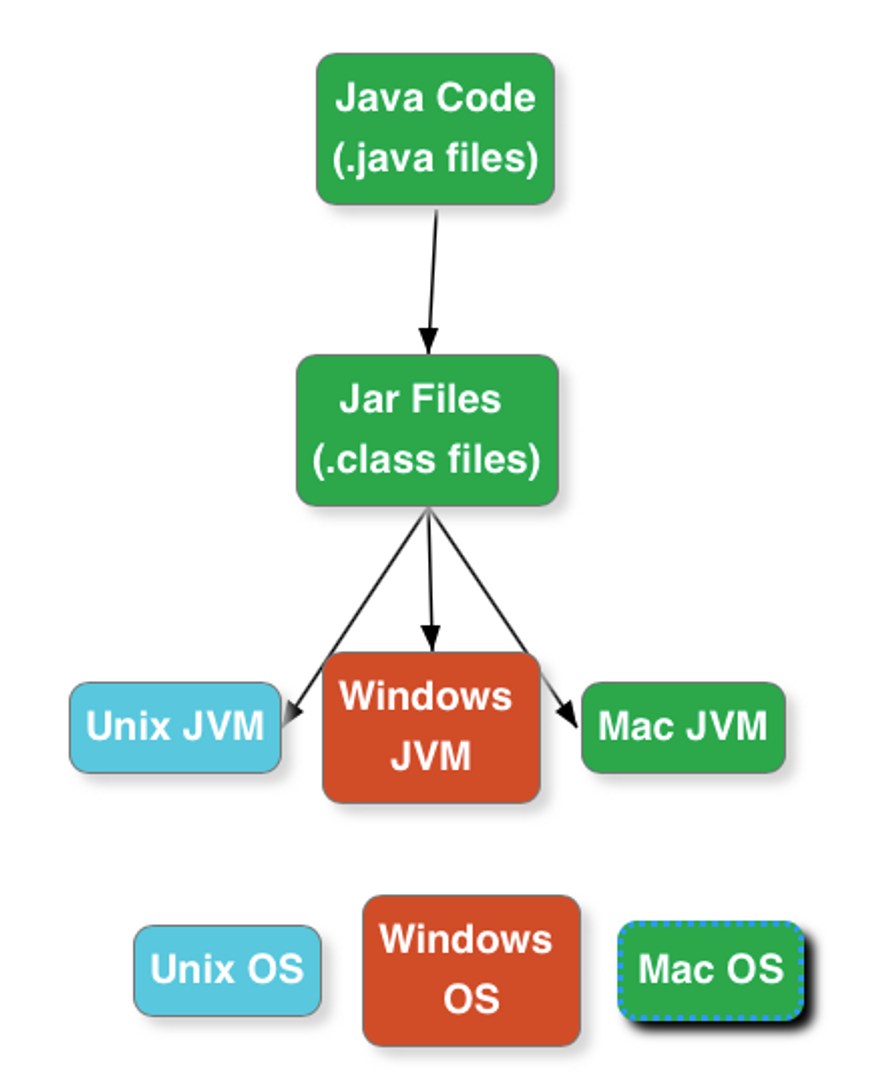 Java Code
(.java files)
Jar Files
(.class files)
Unix JVM
Windows
JVM
Mac JVM
Unix OS
Windows
OS
Mac OS